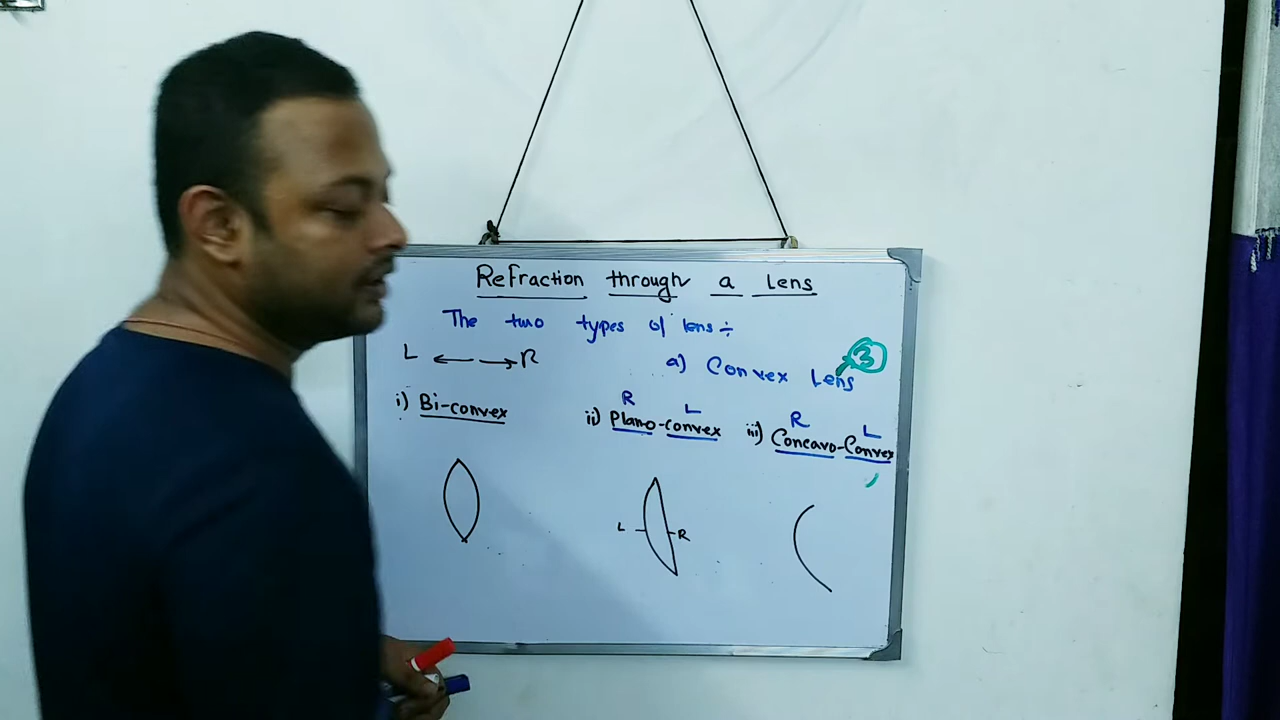 Refraction through a Lens
The two types of lens ÷
L ← → R
a) Convex Lens ③
i) Bi-convex
R L
ii) Plano-convex
R L
iii) Concavo-Convex
L R